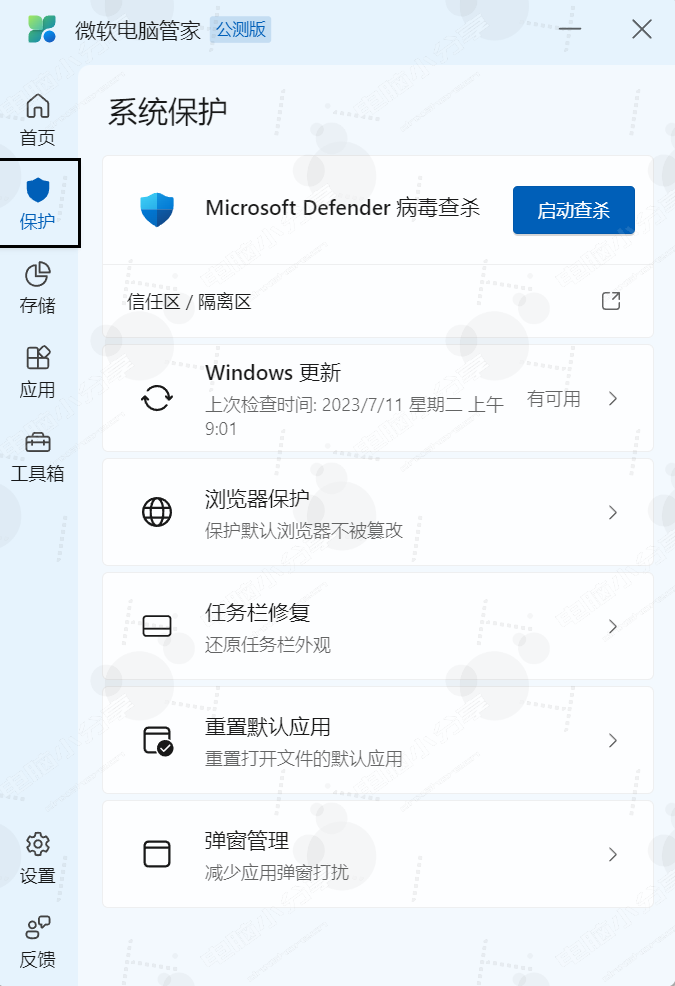 微软电脑管家 公测版
首页
保护
存储
应用
工具箱
设置
反馈
系统保护
Microsoft Defender 病毒查杀
启动查杀
信任区 / 隔离区
Windows 更新
上次检查时间: 2023/7/11 星期二 上午
9:01
有可用
浏览器保护
保护默认浏览器不被篡改
任务栏修复
还原任务栏外观
重置默认应用
重置打开文件的默认应用
弹窗管理
减少应用弹窗打扰